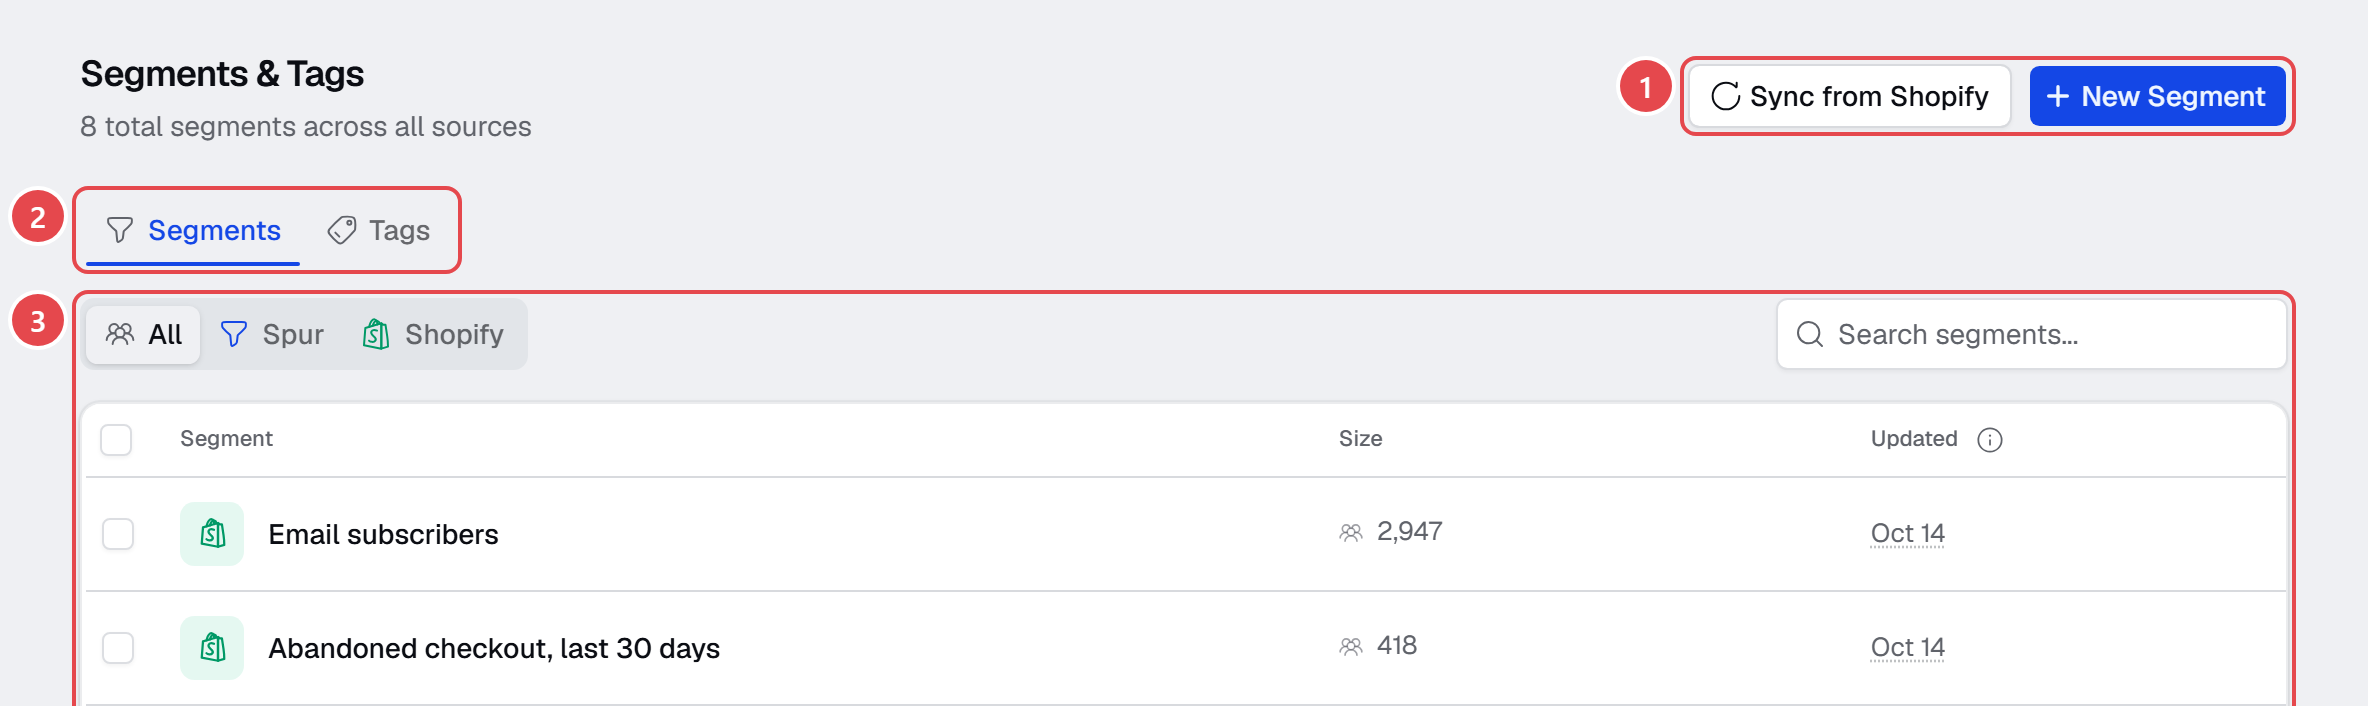 Segments & Tags
8 total segments across all sources
1
Sync from Shopify
+ New Segment
2
Segments
Tags
3
All
Spur
Shopify
Search segments...
Segment
Size
Updated
Email subscribers
2,947
Oct 14
Abandoned checkout, last 30 days
418
Oct 14